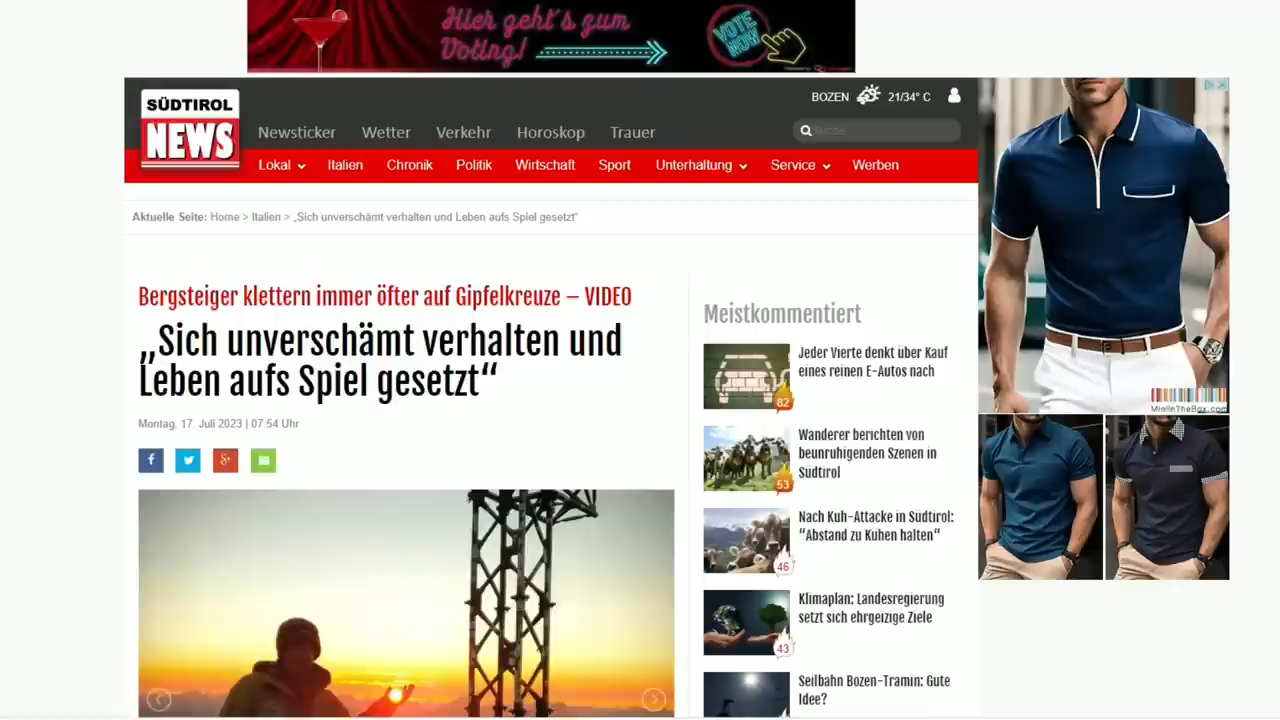 Hier geht's zum
Voting!
VOTE
NOW
SÜDTIROL
NEWS
BOZEN 21/34° C
Newsticker Wetter Verkehr Horoskop Trauer
Suche
Lokal Italien Chronik Politik Wirtschaft Sport Unterhaltung Service Werben
Aktuelle Seite: Home > Italien > „Sich unverschämt verhalten und Leben aufs Spiel gesetzt“
Bergsteiger klettern immer öfter auf Gipfelkreuze – VIDEO
„Sich unverschämt verhalten und
Leben aufs Spiel gesetzt“
Montag, 17. Juli 2023 | 07:54 Uhr
Meistkommentiert
Jeder Vierte denkt über Kauf
eines reinen E-Autos nach
82
Wanderer berichten von
beunruhigenden Szenen in
Südtirol
53
Nach Kuh-Attacke in Südtirol:
“Abstand zu Kühen halten“
46
Klimaplan: Landesregierung
setzt sich ehrgeizige Ziele
43
Seilbahn Bozen-Tramin: Gute
Idee?
MiniInTheBox.com